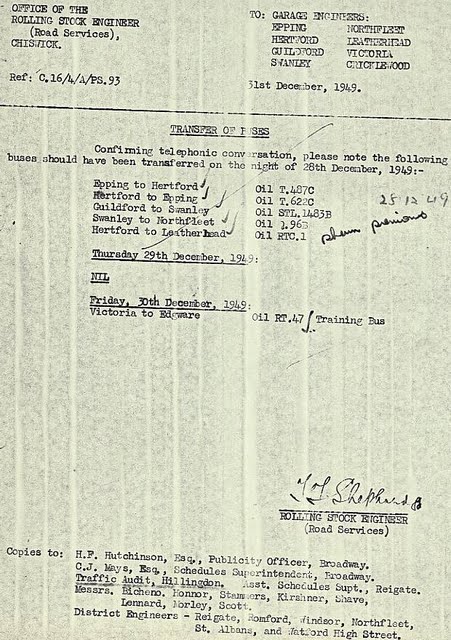 OFFICE OF THE
ROLLING STOCK ENGINEER
(Road Services),
CHISWICK.
Ref: C.16/4/A/PS.93
TO: GARAGE ENGINEERS:
EPPING NORTHFLEET
HERTFORD LEATHERHEAD
GUILDFORD VICTORIA
SWANLEY CRICKLEWOOD
31st December, 1949.
TRANSFER OF BUSES
Confirming telephonic conversation, please note the following
buses should have been transferred on the night of 28th December, 1949:-
Epping to Hertford Oil T.487C
Hertford to Epping Oil T.622C
Guildford to Swanley Oil STL.1483B
Swanley to Northfleet Oil Q.96B
Hertford to Leatherhead Oil RTC.1
28 12 49
shewn previous
Thursday 29th December, 1949:
NIL
Friday, 30th December, 1949:
Victoria to Edgware Oil RT.47 Training Bus
Shephard
ROLLING STOCK ENGINEER
(Road Services)
Copies to: H.F. Hutchinson, Esq., Publicity Officer, Broadway.
C.J. Mays, Esq., Schedules Superintendent, Broadway.
Traffic Audit, Hillingdon. Asst. Schedules Supt., Reigate.
Messrs. Bicheno. Honnor, Stammers, Kirshner, Shave,
Lennard, Morley, Scott.
District Engineers - Reigate, Romford, Windsor, Northfleet,
St. Albans, and Watford High Street.